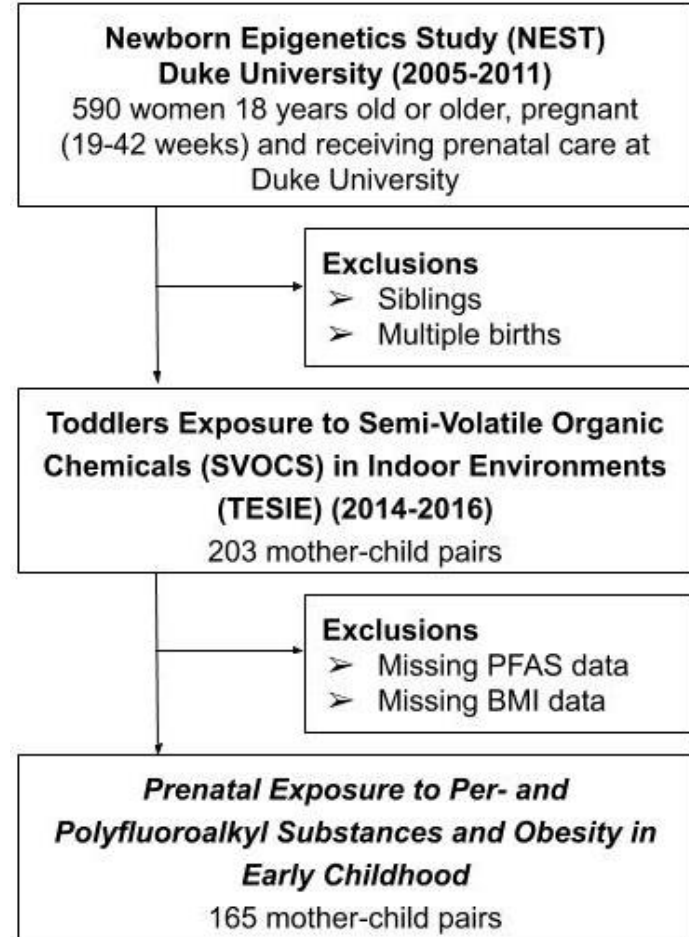 Newborn Epigenetics Study (NEST)
Duke University (2005-2011)
590 women 18 years old or older, pregnant
(19-42 weeks) and receiving prenatal care at
Duke University
Exclusions
➢ Siblings
➢ Multiple births
Toddlers Exposure to Semi-Volatile Organic
Chemicals (SVOCS) in Indoor Environments
(TESIE) (2014-2016)
203 mother-child pairs
Exclusions
➢ Missing PFAS data
➢ Missing BMI data
Prenatal Exposure to Per- and
Polyfluoroalkyl Substances and Obesity in
Early Childhood
165 mother-child pairs